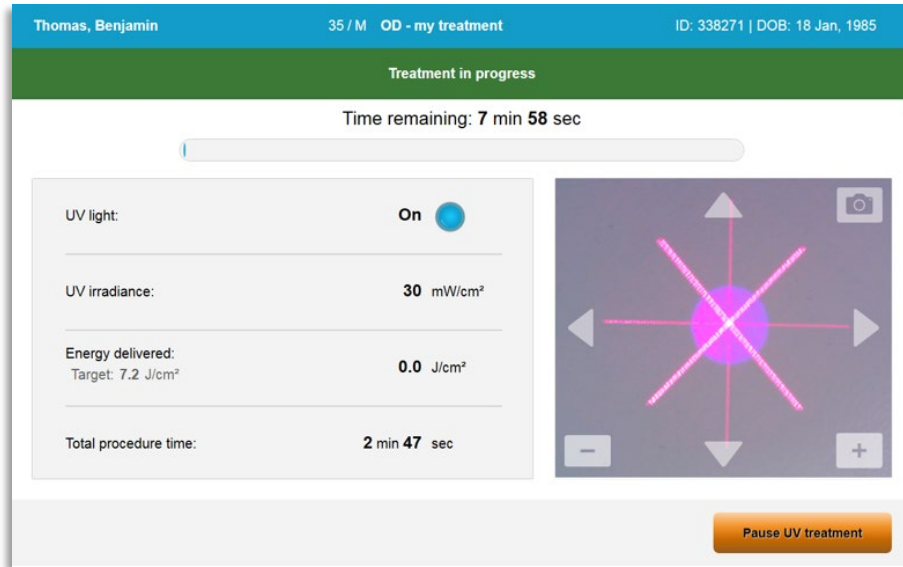 Thomas, Benjamin 35 / M OD - my treatment ID: 338271 | DOB: 18 Jan, 1985
Treatment in progress
Time remaining: 7 min 58 sec
UV light: On
UV irradiance: 30 mW/cm²
Energy delivered:
Target: 7.2 J/cm²
0.0 J/cm²
Total procedure time: 2 min 47 sec
Pause UV treatment